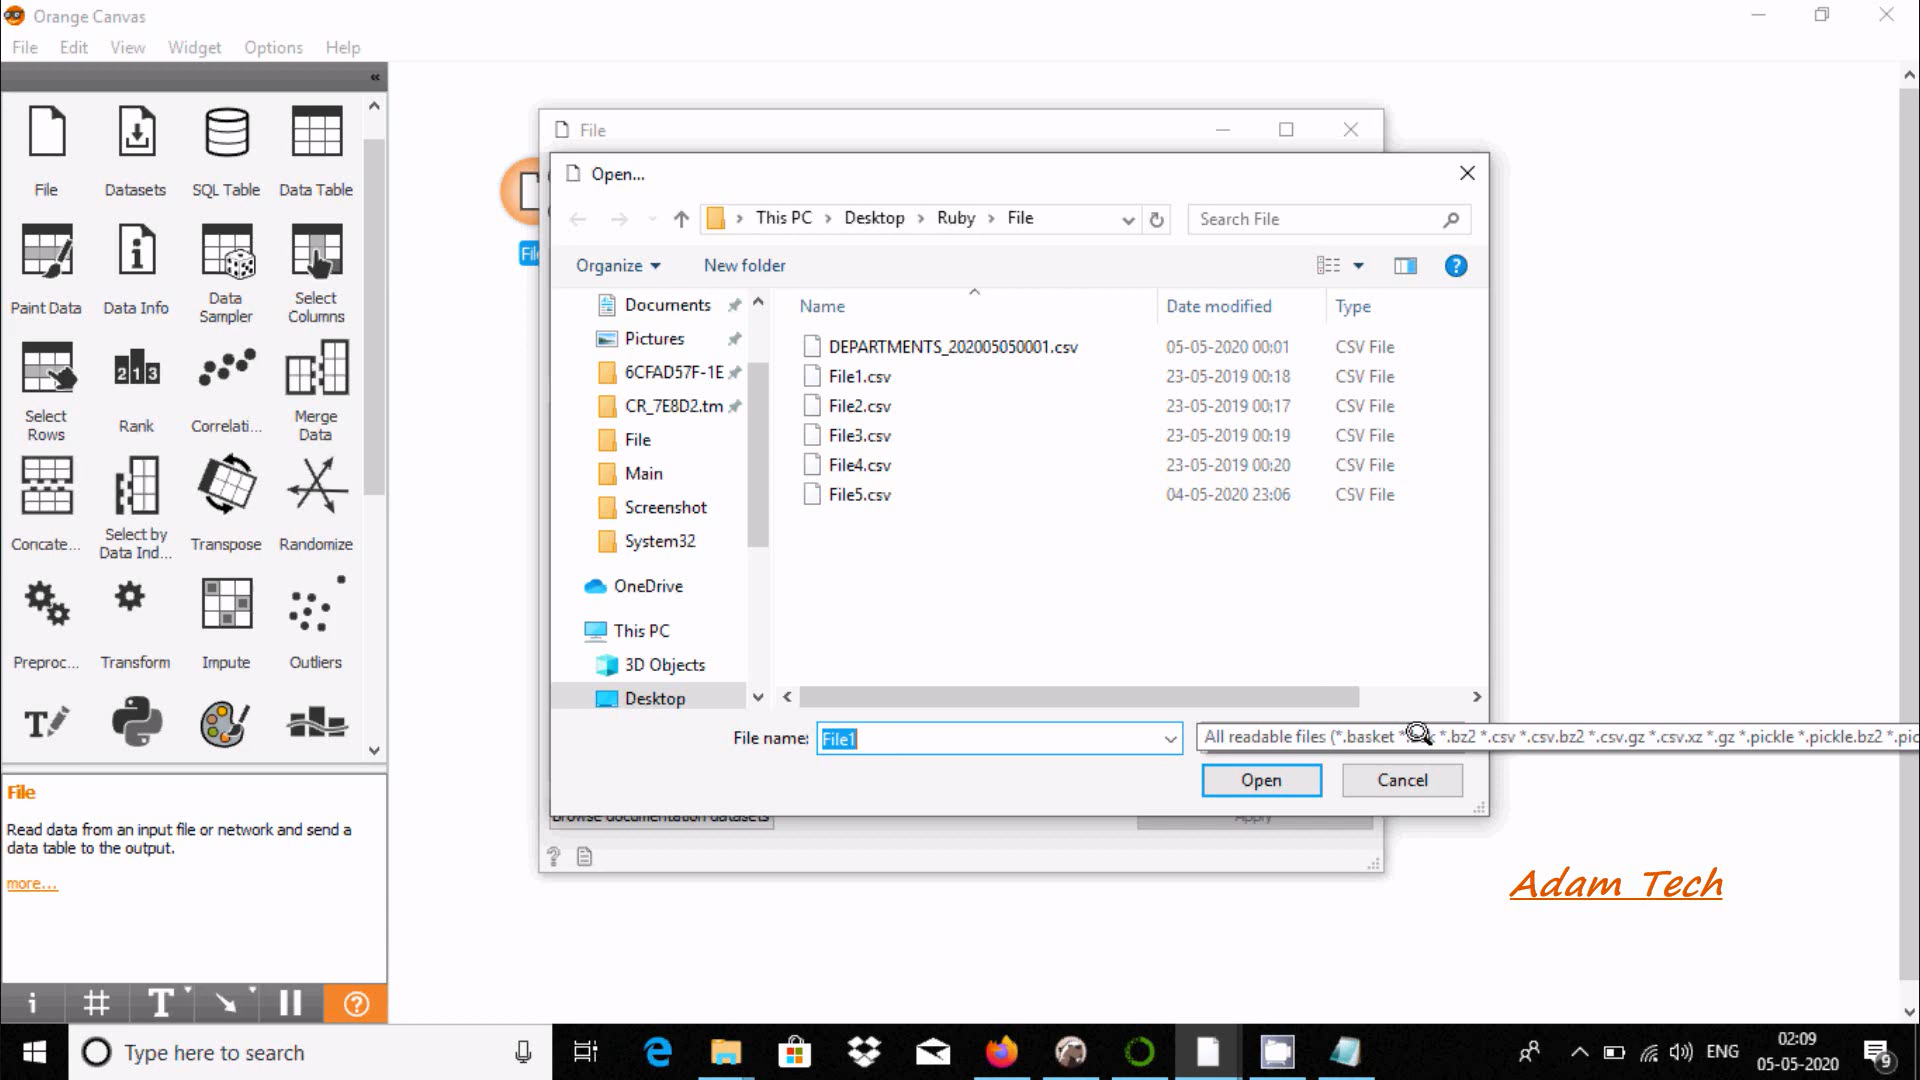 Orange Canvas
File Edit View Widget Options Help
«
File Datasets SQL Table Data Table
Paint Data Data Info Data Sampler Select Columns
Select Rows Rank Correlati... Merge Data
Concate... Select by Data Ind... Transpose Randomize
Preproc... Transform Impute Outliers
File
Read data from an input file or network and send a
data table to the output.
more...
File
Open...
This PC › Desktop › Ruby › File
Search File
Organize New folder
Documents
Pictures
6CFAD57F-1E
CR_7E8D2.tm
File
Main
Screenshot
System32
OneDrive
This PC
3D Objects
Desktop
Name Date modified Type
DEPARTMENTS_202005050001.csv 05-05-2020 00:01 CSV File
File1.csv 23-05-2019 00:18 CSV File
File2.csv 23-05-2019 00:17 CSV File
File3.csv 23-05-2019 00:19 CSV File
File4.csv 23-05-2019 00:20 CSV File
File5.csv 04-05-2020 23:06 CSV File
File name: File1
All readable files (*.basket *.bz2 *.csv *.csv.bz2 *.csv.gz *.csv.xz *.gz *.pickle *.pickle.bz2 *.pic
Open Cancel
Browse documentation datasets Apply
Adam Tech
Type here to search
ENG
02:09
05-05-2020
9